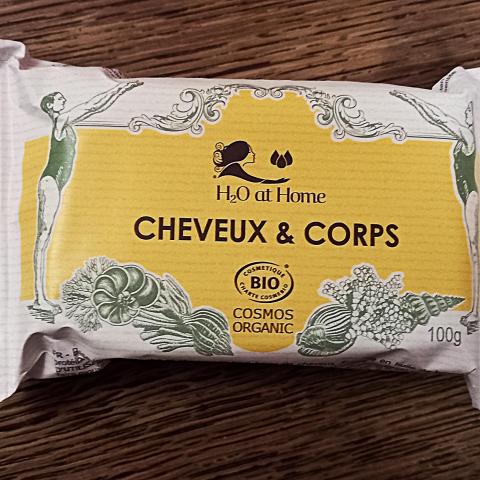 H2O at Home
CHEVEUX & CORPS
COSMETIQUE
BIO
CHARTE COSMEBIO
COSMOS
ORGANIC
100g